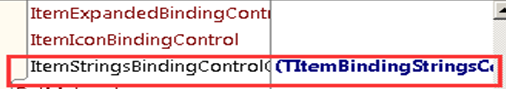 ItemExpandedBindingContr
ItemIconBindingControl
ItemStringsBindingControlC (TItemBindingStringsCo